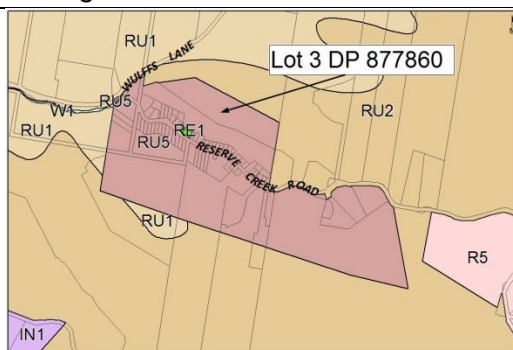 RU1
WULFFS LANE
Lot 3 DP 877860
RU5
W1
RU2
RU1
RE1
RU5
RESERVE CREEK ROAD
RU1
R5
IN1